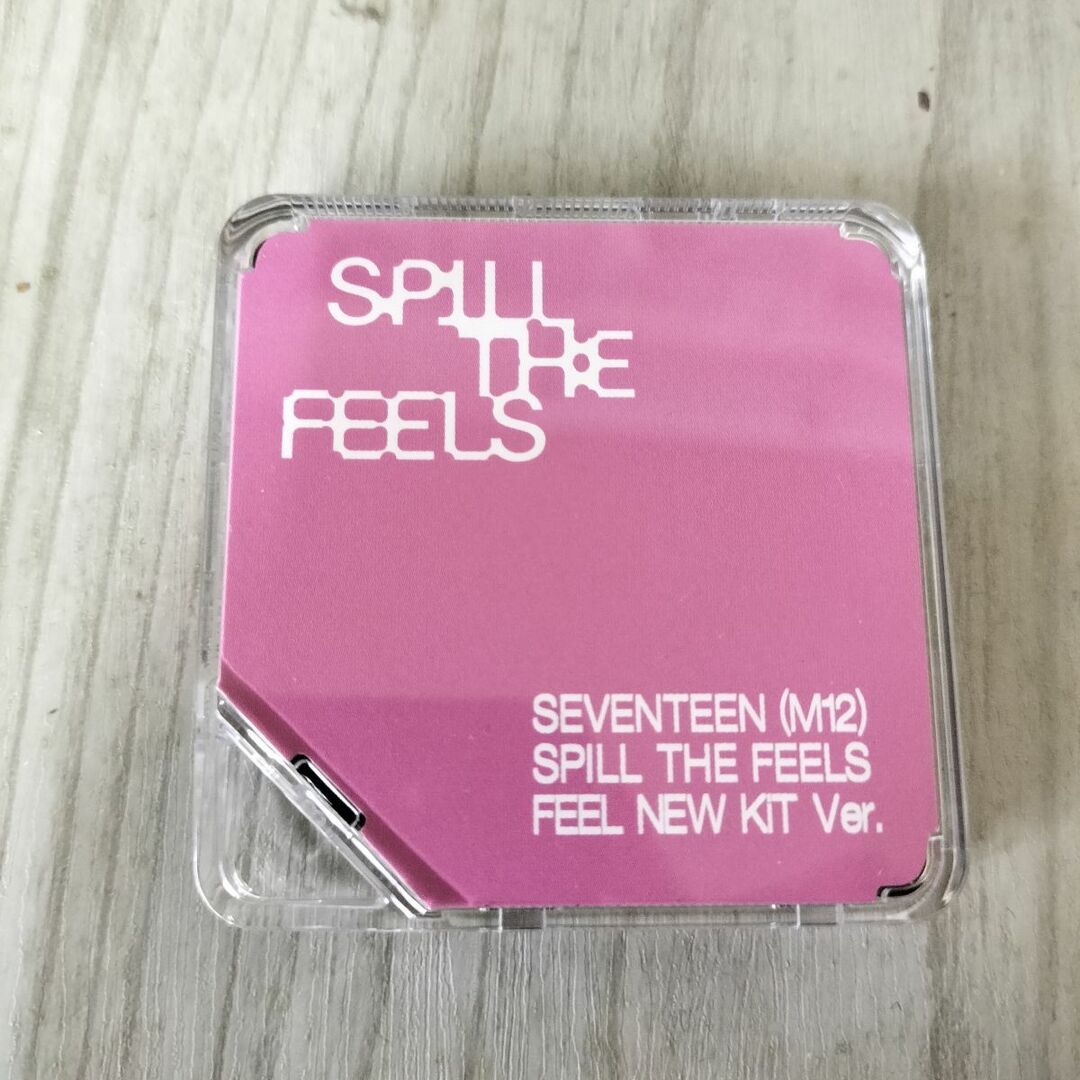 SPILL
THE
FEELS
SEVENTEEN (M12)
SPILL THE FEELS
FEEL NEW KiT Ver.